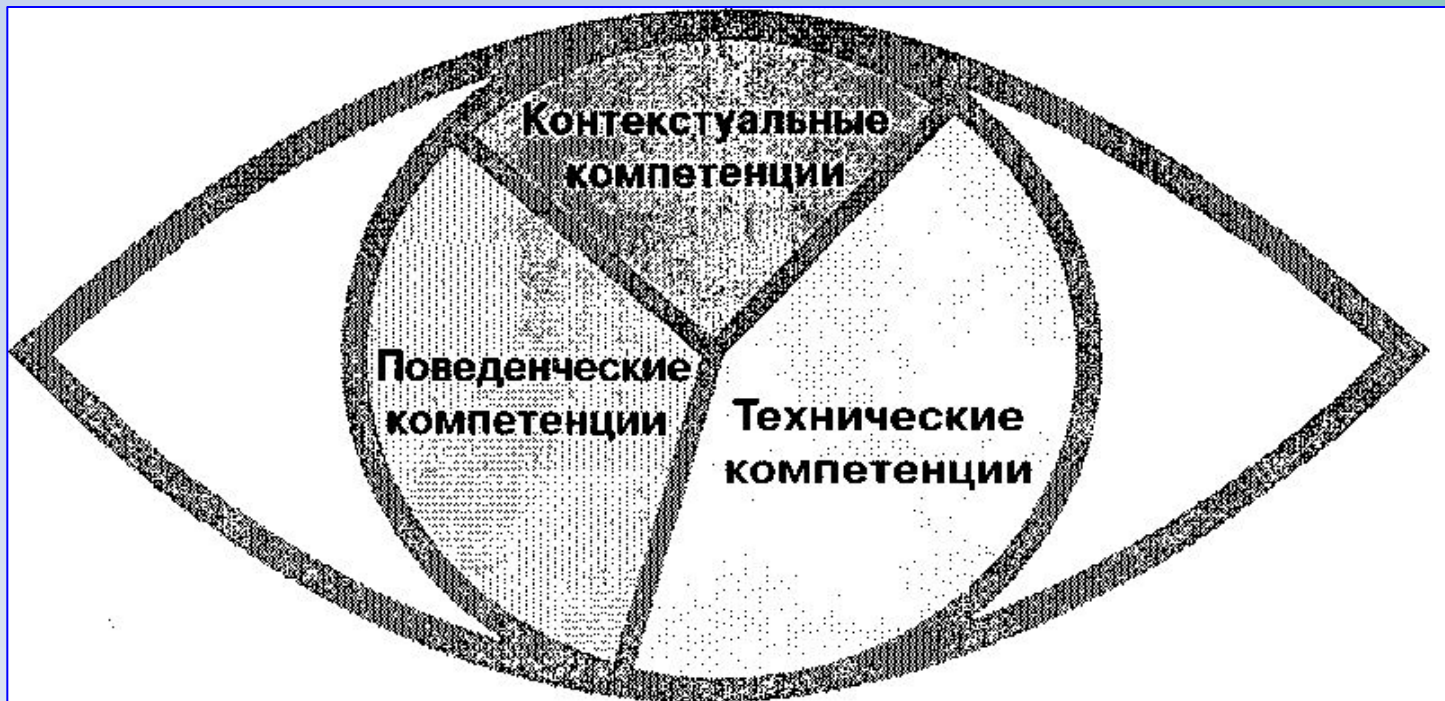 Контекстуальные
компетенции
Поведенческие
компетенции
Технические
компетенции